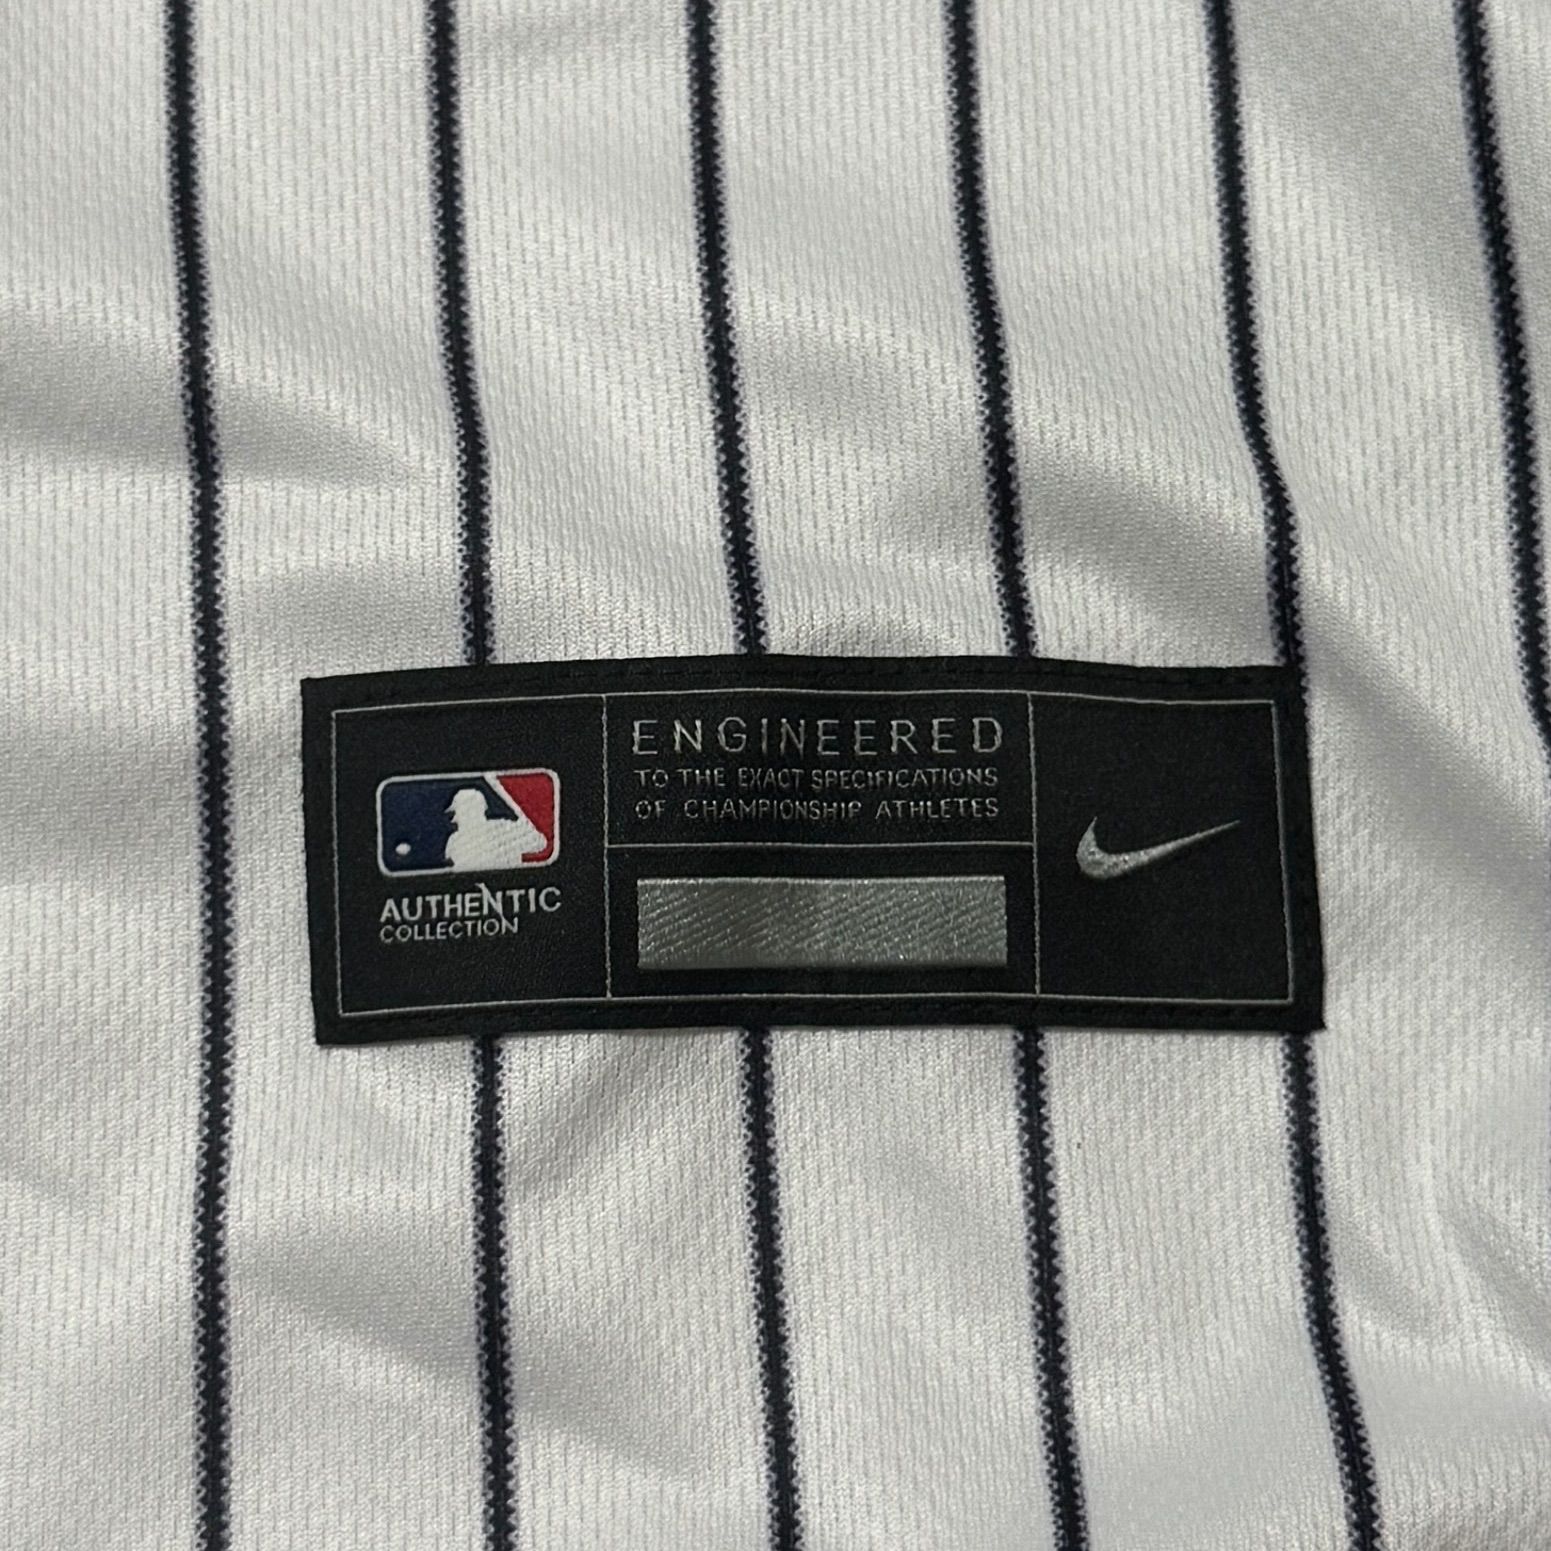 ENGINEERED
TO THE EXACT SPECIFICATIONS
OF CHAMPIONSHIP ATHLETES
AUTHENTIC
COLLECTION